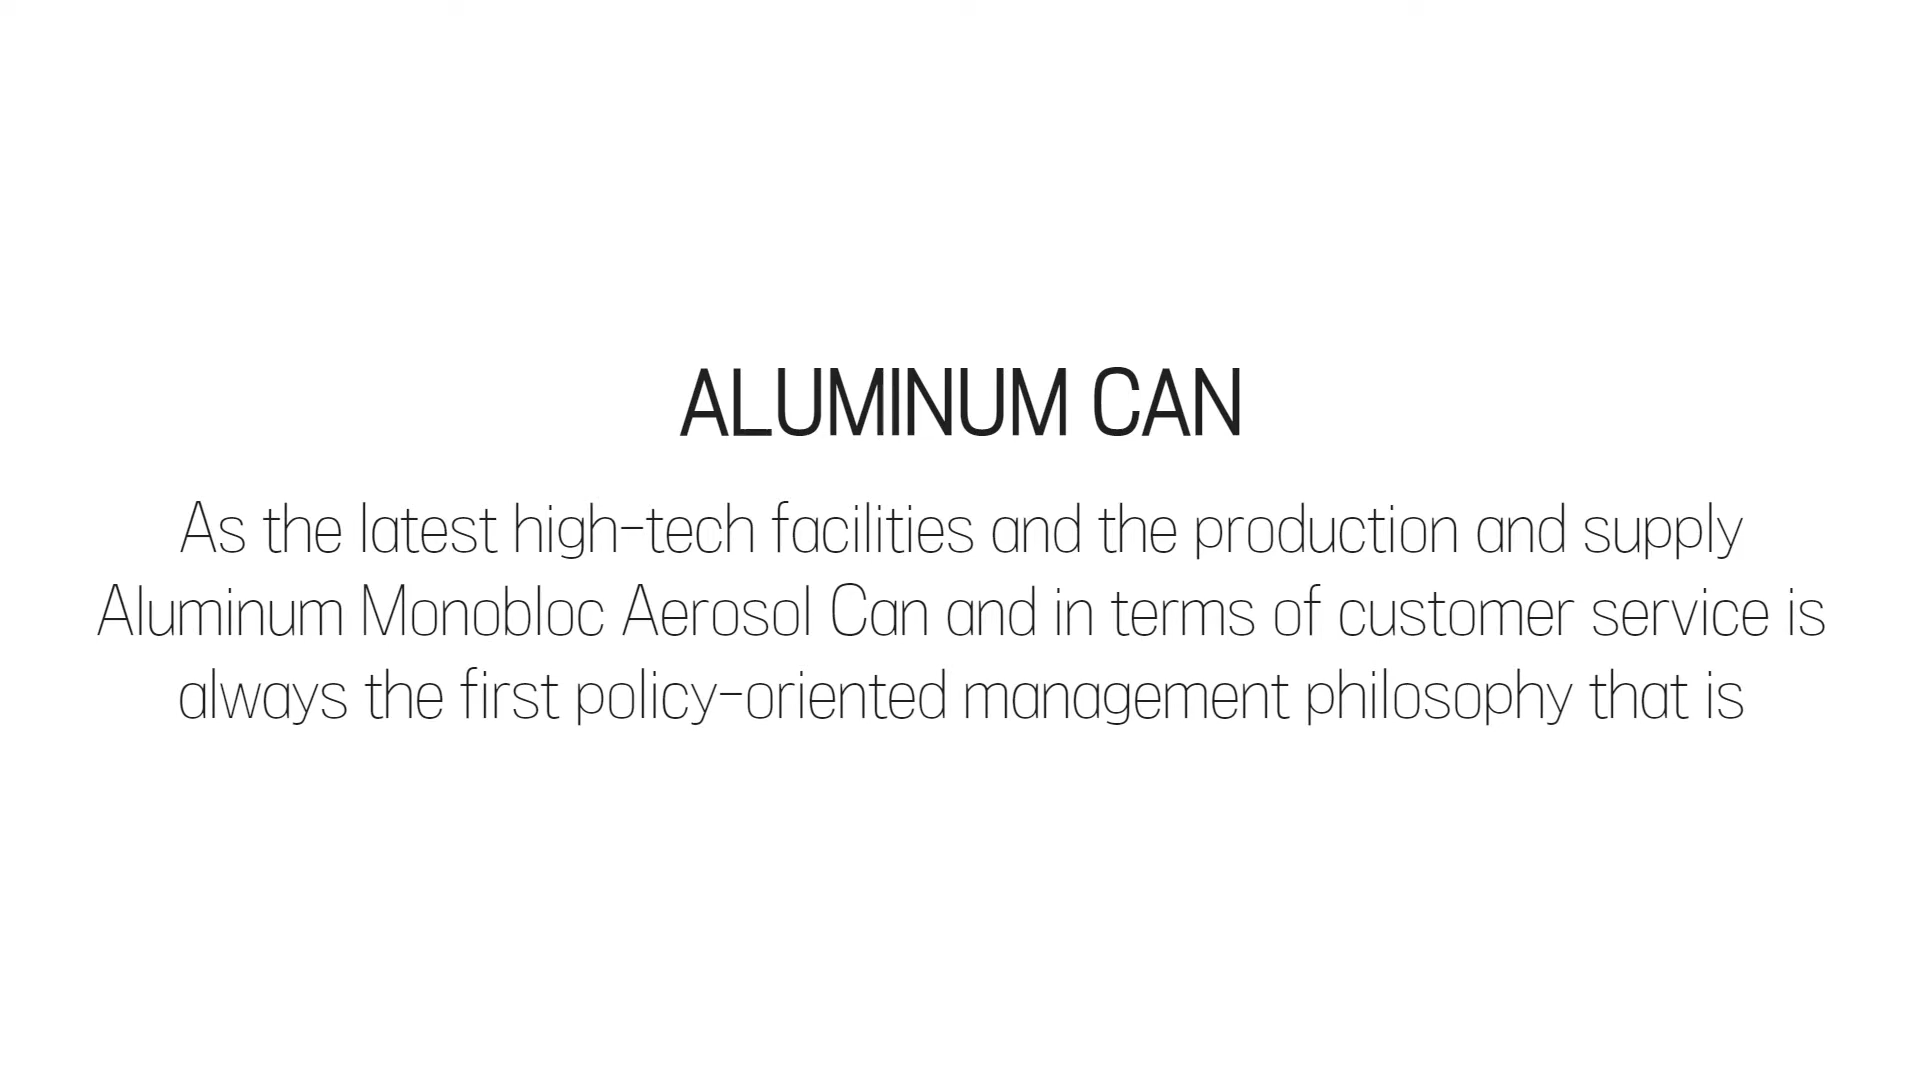 ALUMINUM CAN
As the latest high-tech facilities and the production and supply
Aluminum Monobloc Aerosol Can and in terms of customer service is
always the first policy-oriented management philosophy that is